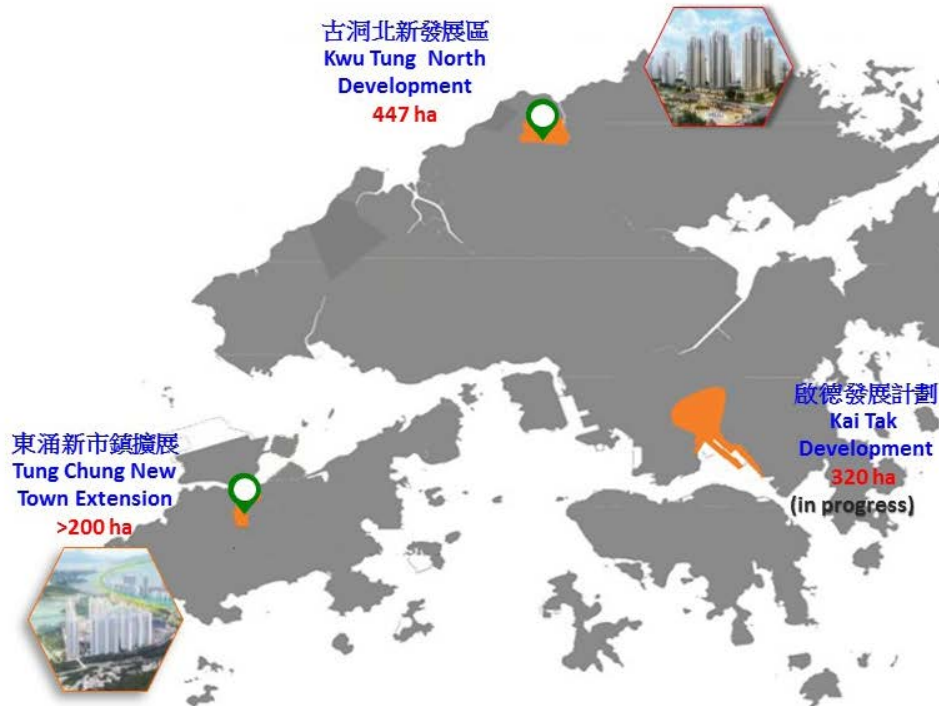 古洞北新發展區
Kwu Tung North
Development
447 ha
啟德發展計劃
Kai Tak
Development
320 ha
(in progress)
東涌新市鎮擴展
Tung Chung New
Town Extension
>200 ha